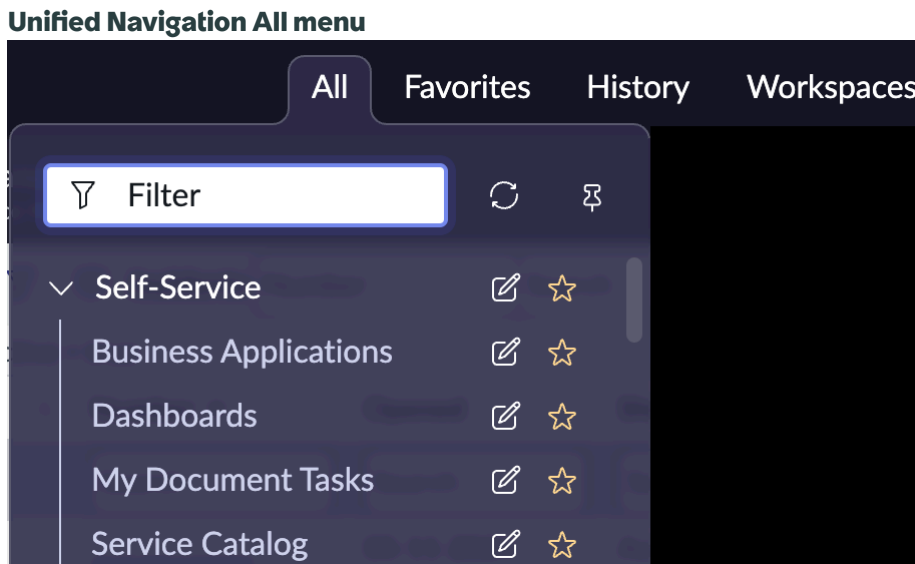 Unified Navigation All menu
All Favorites History Workspaces
Filter
Self-Service
Business Applications
Dashboards
My Document Tasks
Service Catalog